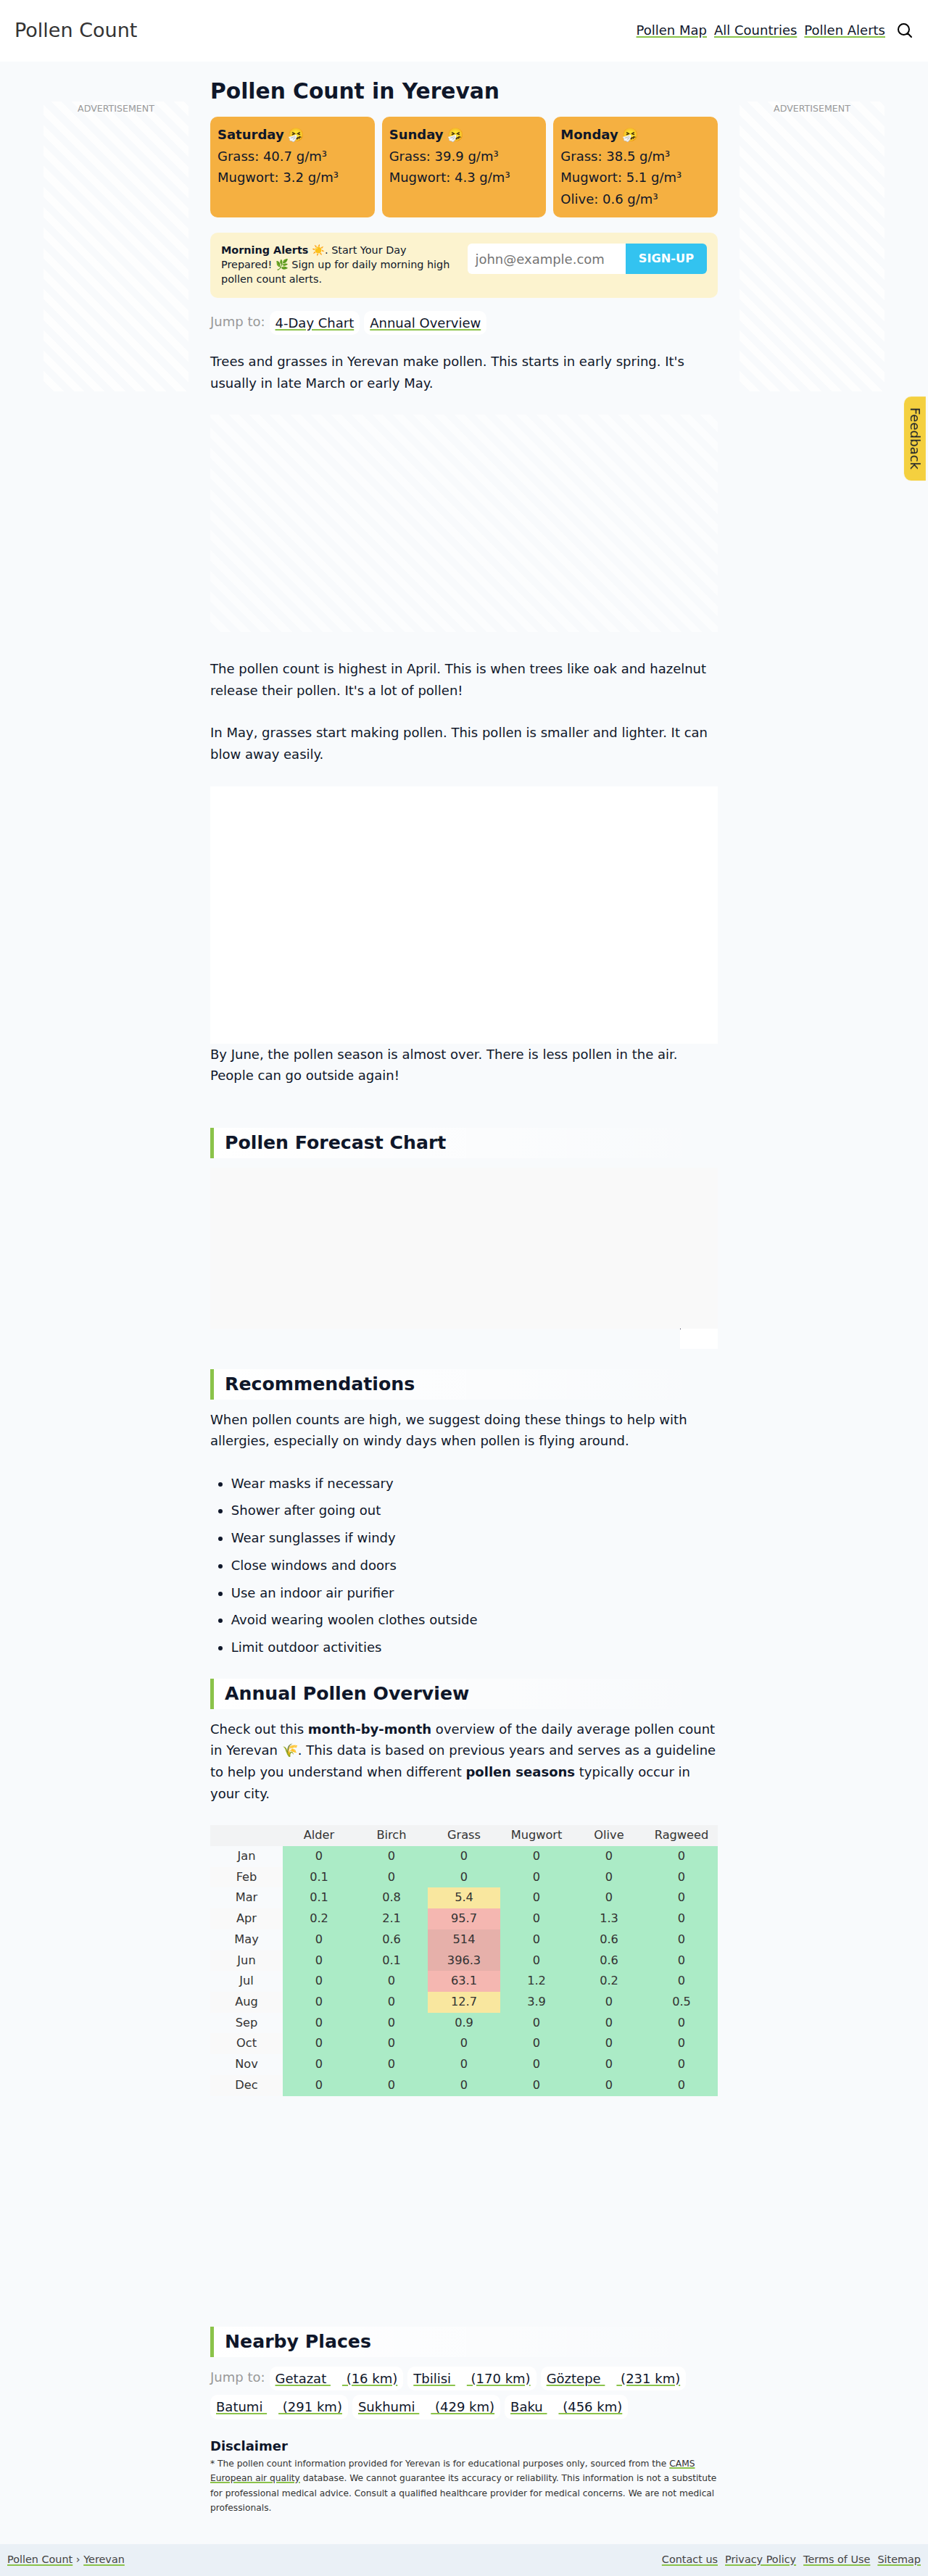 Pollen Count
Pollen Map All Countries Pollen Alerts
ADVERTISEMENT
ADVERTISEMENT
Pollen Count in Yerevan
Saturday 🤧
Grass: 40.7 g/m³
Mugwort: 3.2 g/m³
Sunday 🤧
Grass: 39.9 g/m³
Mugwort: 4.3 g/m³
Monday 🤧
Grass: 38.5 g/m³
Mugwort: 5.1 g/m³
Olive: 0.6 g/m³
Morning Alerts ☀️. Start Your Day
Prepared! 🌿 Sign up for daily morning high
pollen count alerts.
john@example.com SIGN-UP
Jump to: 4-Day Chart Annual Overview
Trees and grasses in Yerevan make pollen. This starts in early spring. It's
usually in late March or early May.
Feedback
The pollen count is highest in April. This is when trees like oak and hazelnut
release their pollen. It's a lot of pollen!
In May, grasses start making pollen. This pollen is smaller and lighter. It can
blow away easily.
By June, the pollen season is almost over. There is less pollen in the air.
People can go outside again!
Pollen Forecast Chart
Recommendations
When pollen counts are high, we suggest doing these things to help with
allergies, especially on windy days when pollen is flying around.
• Wear masks if necessary
• Shower after going out
• Wear sunglasses if windy
• Close windows and doors
• Use an indoor air purifier
• Avoid wearing woolen clothes outside
• Limit outdoor activities
Annual Pollen Overview
Check out this month-by-month overview of the daily average pollen count
in Yerevan 🌾. This data is based on previous years and serves as a guideline
to help you understand when different pollen seasons typically occur in
your city.
Alder Birch Grass Mugwort Olive Ragweed
Jan 0 0 0 0 0 0
Feb 0.1 0 0 0 0 0
Mar 0.1 0.8 5.4 0 0 0
Apr 0.2 2.1 95.7 0 1.3 0
May 0 0.6 514 0 0.6 0
Jun 0 0.1 396.3 0 0.6 0
Jul 0 0 63.1 1.2 0.2 0
Aug 0 0 12.7 3.9 0 0.5
Sep 0 0 0.9 0 0 0
Oct 0 0 0 0 0 0
Nov 0 0 0 0 0 0
Dec 0 0 0 0 0 0
Nearby Places
Jump to: Getazat (16 km) Tbilisi (170 km) Göztepe (231 km)
Batumi (291 km) Sukhumi (429 km) Baku (456 km)
Disclaimer
* The pollen count information provided for Yerevan is for educational purposes only, sourced from the CAMS
European air quality database. We cannot guarantee its accuracy or reliability. This information is not a substitute
for professional medical advice. Consult a qualified healthcare provider for medical concerns. We are not medical
professionals.
Pollen Count › Yerevan
Contact us Privacy Policy Terms of Use Sitemap